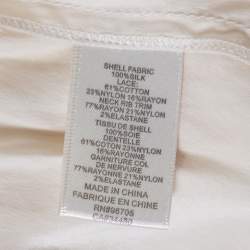 SHELL FABRIC
100%SILK
LACE:
61%COTTON
23%NYLON 16%RAYON
NECK RIB TRIM
77%RAYON 21%NYLON
2%ELASTANE
TISSU DE SHELL
100%SOIE
DENTELLE
61%COTON 23%NYLON
16%RAYONNE
GARNITURE COL
DE NERVURE
77%RAYONNE 21%NYLON
2%ELASTANE
MADE IN CHINA
FABRIQUE EN CHINE